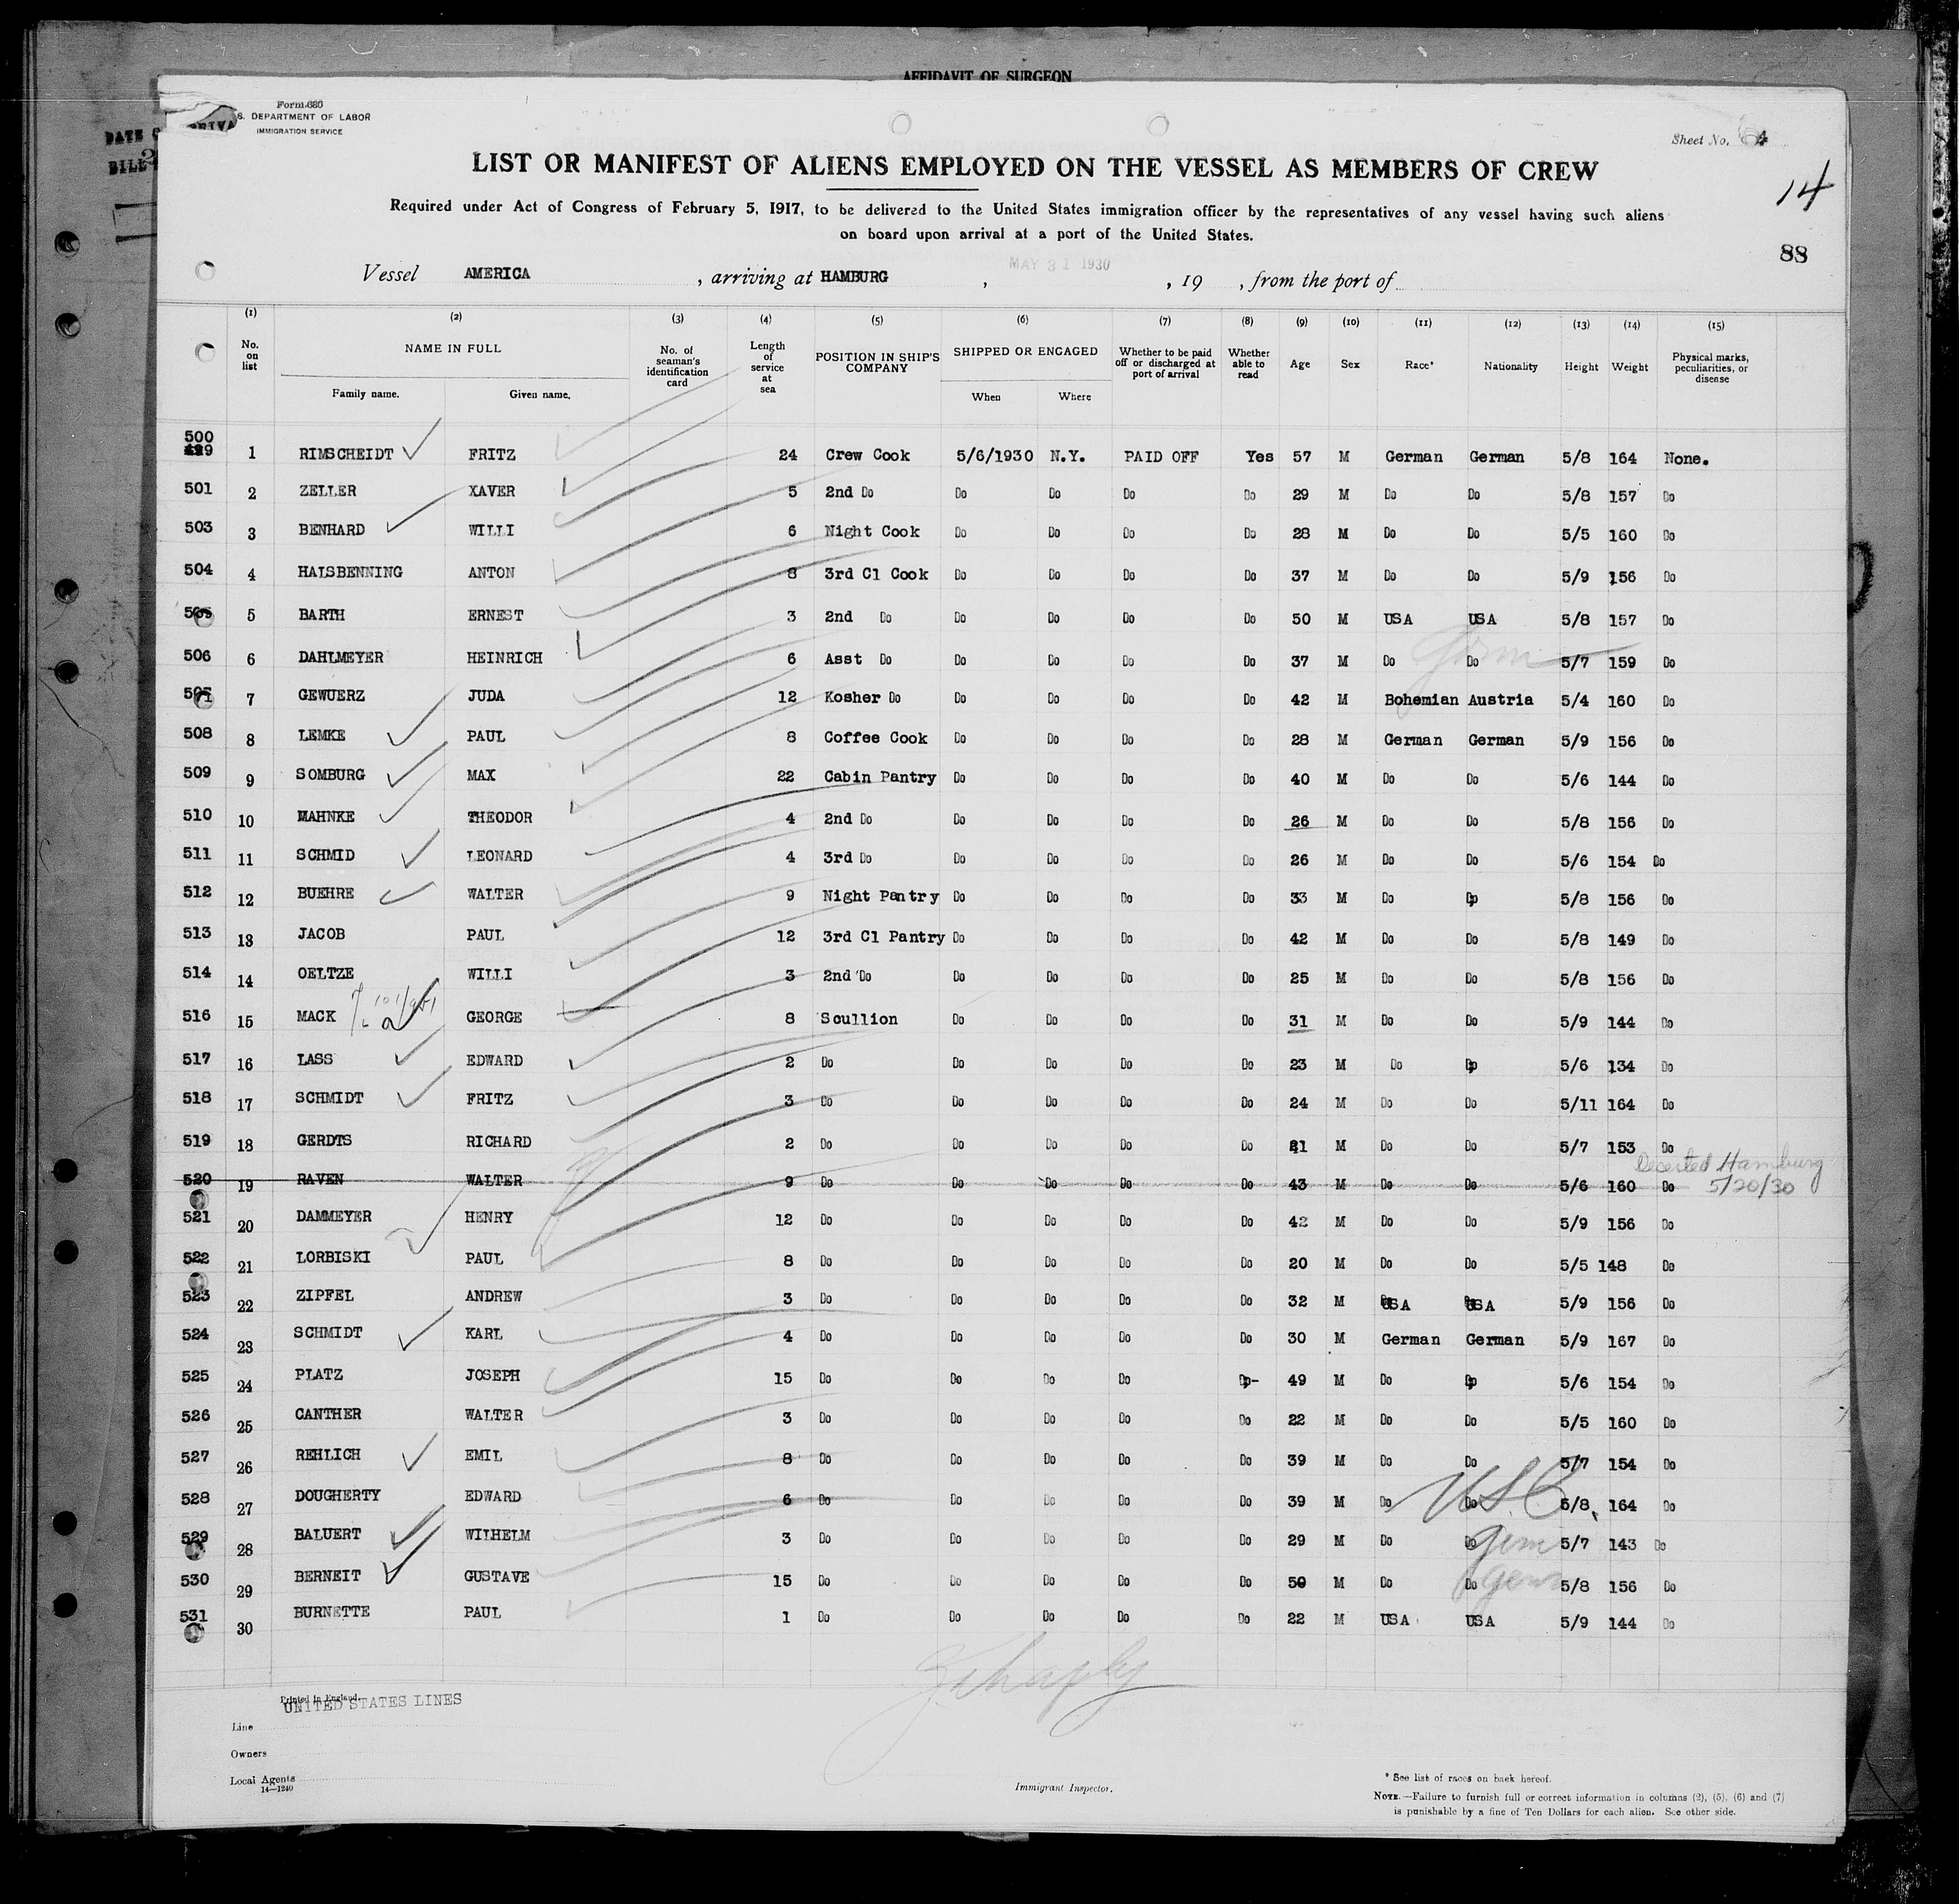 AFFIDAVIT OF SURGEON
Form 686
S. DEPARTMENT OF LABOR
IMMIGRATION SERVICE
DATE
BILL
Sheet No. 4
LIST OR MANIFEST OF ALIENS EMPLOYED ON THE VESSEL AS MEMBERS OF CREW
14
Required under Act of Congress of February 5, 1917, to be delivered to the United States immigration officer by the representatives of any vessel having such aliens
on board upon arrival at a port of the United States.
88
MAY 31 1930
Vessel AMERICA , arriving at HAMBURG , , 19 , from the port of
(1) (2) (3) (4) (5) (6) (7) (8) (9) (10) (11) (12) (13) (14) (15)
No. on list NAME IN FULL Family name. Given name. No. of seaman's identification card Length of service at sea POSITION IN SHIP'S COMPANY SHIPPED OR ENGAGED When Where Whether to be paid off or discharged at port of arrival Whether able to read Age Sex Race* Nationality Height Weight Physical marks, peculiarities, or disease
500 1 RIMSCHEIDT FRITZ 24 Crew Cook 5/6/1930 N.Y. PAID OFF Yes 57 M German German 5/8 164 None.
501 2 ZELLER XAVER 5 2nd Do Do Do Do Do 29 M Do Do 5/8 157 Do
503 3 BENHARD WILLI 6 Night Cook Do Do Do Do 28 M Do Do 5/5 160 Do
504 4 HALSBENNING ANTON 8 3rd Cl Cook Do Do Do Do 37 M Do Do 5/9 156 Do
505 5 BARTH ERNEST 3 2nd Do Do Do Do Do 50 M USA USA 5/8 157 Do
506 6 DAHLMEYER HEINRICH 6 Asst Do Do Do Do Do 37 M Do Do Germ 5/7 159 Do
507 7 GEWUERZ JUDA 12 Kosher Do Do Do Do Do 42 M Bohemian Austria 5/4 160 Do
508 8 LEMKE PAUL 8 Coffee Cook Do Do Do Do 28 M German German 5/9 156 Do
509 9 SOMBURG MAX 22 Cabin Pantry Do Do Do Do 40 M Do Do 5/6 144 Do
510 10 MAHNKE THEODOR 4 2nd Do Do Do Do Do 26 M Do Do 5/8 156 Do
511 11 SCHMID LEONARD 4 3rd Do Do Do Do Do 26 M Do Do 5/6 154 Do
512 12 BUEHRE WALTER 9 Night Pantry Do Do Do Do 33 M Do Do 5/8 156 Do
513 13 JACOB PAUL 12 3rd Cl Pantry Do Do Do Do 42 M Do Do 5/8 149 Do
514 14 OELTZE WILLI 3 2nd Do Do Do Do Do 25 M Do Do 5/8 156 Do
516 15 MACK GEORGE 8 Scullion Do Do Do Do 31 M Do Do 5/9 144 Do
517 16 LASS EDWARD 2 Do Do Do Do Do 23 M Do Do 5/6 134 Do
518 17 SCHMIDT FRITZ 3 Do Do Do Do Do 24 M Do Do 5/11 164 Do
519 18 GERDTS RICHARD 2 Do Do Do Do Do M Do Do 5/7 153 Do
520 19 RAVEN WALTER 9 Do Do Do Do Do 43 M Do Do 5/6 160 Do Deserted Hamburg 5/20/30
521 20 DAMMEYER HENRY 12 Do Do Do Do Do 42 M Do Do 5/9 156 Do
522 21 LORBISKI PAUL 8 Do Do Do Do Do 20 M Do Do 5/5 148 Do
523 22 ZIPFEL ANDREW 3 Do Do Do Do Do 32 M USA USA 5/9 156 Do
524 23 SCHMIDT KARL 4 Do Do Do Do Do 30 M German German 5/9 167 Do
525 24 PLATZ JOSEPH 15 Do Do Do Do Do- 49 M Do Do 5/6 154 Do
526 25 CANTHER WALTER 3 Do Do Do Do Do 22 M Do Do 5/5 160 Do
527 26 REHLICH EMIL 8 Do Do Do Do Do 39 M Do Do 5/7 154 Do
528 27 DOUGHERTY EDWARD 6 Do Do Do Do Do 39 M Do Do USC 5/8 164 Do
529 28 BALUERT WILHELM 3 Do Do Do Do Do 29 M Do Do Germ 5/7 143 Do
530 29 BERNEIT GUSTAVE 15 Do Do Do Do Do 50 M Do Do Germ 5/8 156 Do
531 30 BURNETTE PAUL 1 Do Do Do Do Do 22 M USA USA 5/9 144 Do
Printed in England.
UNITED STATES LINES
Line
Owners
Local Agents
14—1240
Immigrant Inspector.
* See list of races on back hereof.
NOTE.—Failure to furnish full or correct information in columns (2), (5), (6) and (7)
is punishable by a fine of Ten Dollars for each alien. See other side.